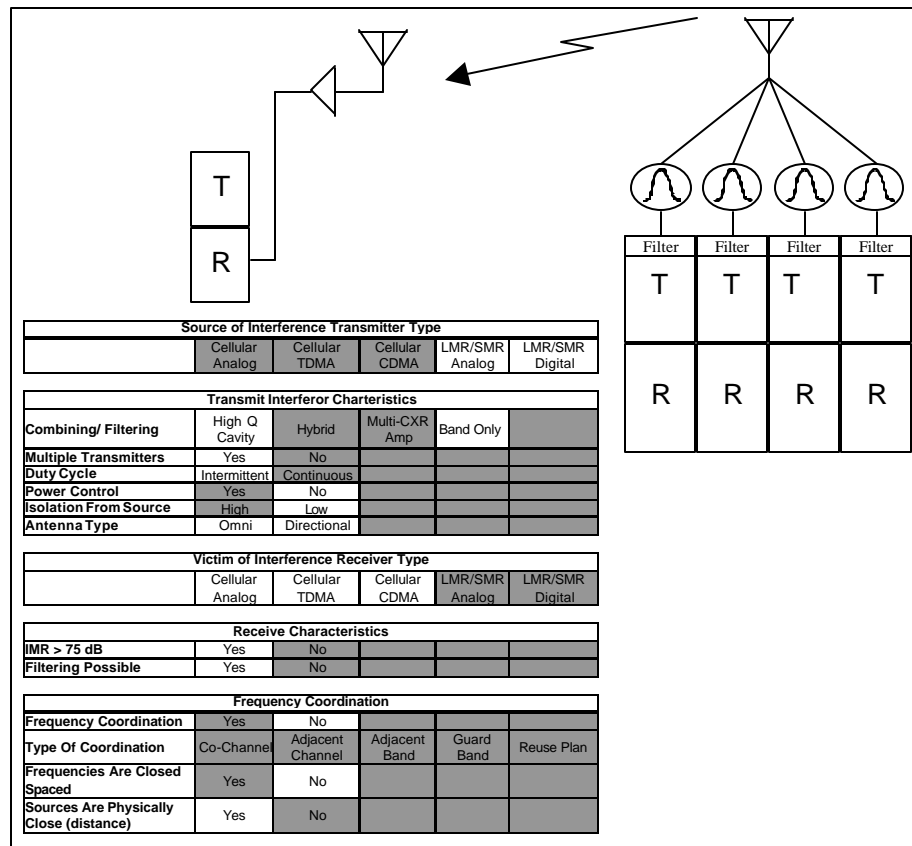 T
R
Filter Filter Filter Filter
T T T T
R R R R
Source of Interference Transmitter Type
Cellular Analog Cellular TDMA Cellular CDMA LMR/SMR Analog LMR/SMR Digital
Transmit Interferor Charteristics
Combining/ Filtering High Q Cavity Hybrid Multi-CXR Amp Band Only
Multiple Transmitters Yes No
Duty Cycle Intermittent Continuous
Power Control Yes No
Isolation From Source High Low
Antenna Type Omni Directional
Victim of Interference Receiver Type
Cellular Analog Cellular TDMA Cellular CDMA LMR/SMR Analog LMR/SMR Digital
Receive Characteristics
IMR > 75 dB Yes No
Filtering Possible Yes No
Frequency Coordination
Frequency Coordination Yes No
Type Of Coordination Co-Channel Adjacent Channel Adjacent Band Guard Band Reuse Plan
Frequencies Are Closed Spaced Yes No
Sources Are Physically Close (distance) Yes No